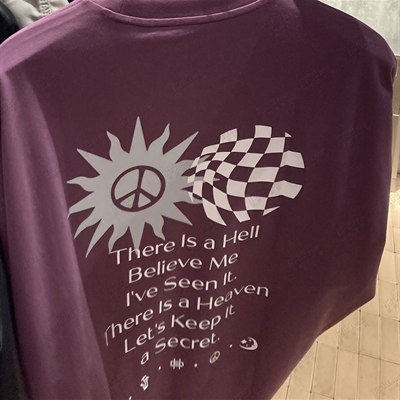 There Is a Hell
Believe Me
I've Seen It.
There Is a Heaven
Let's Keep It
a Secret.